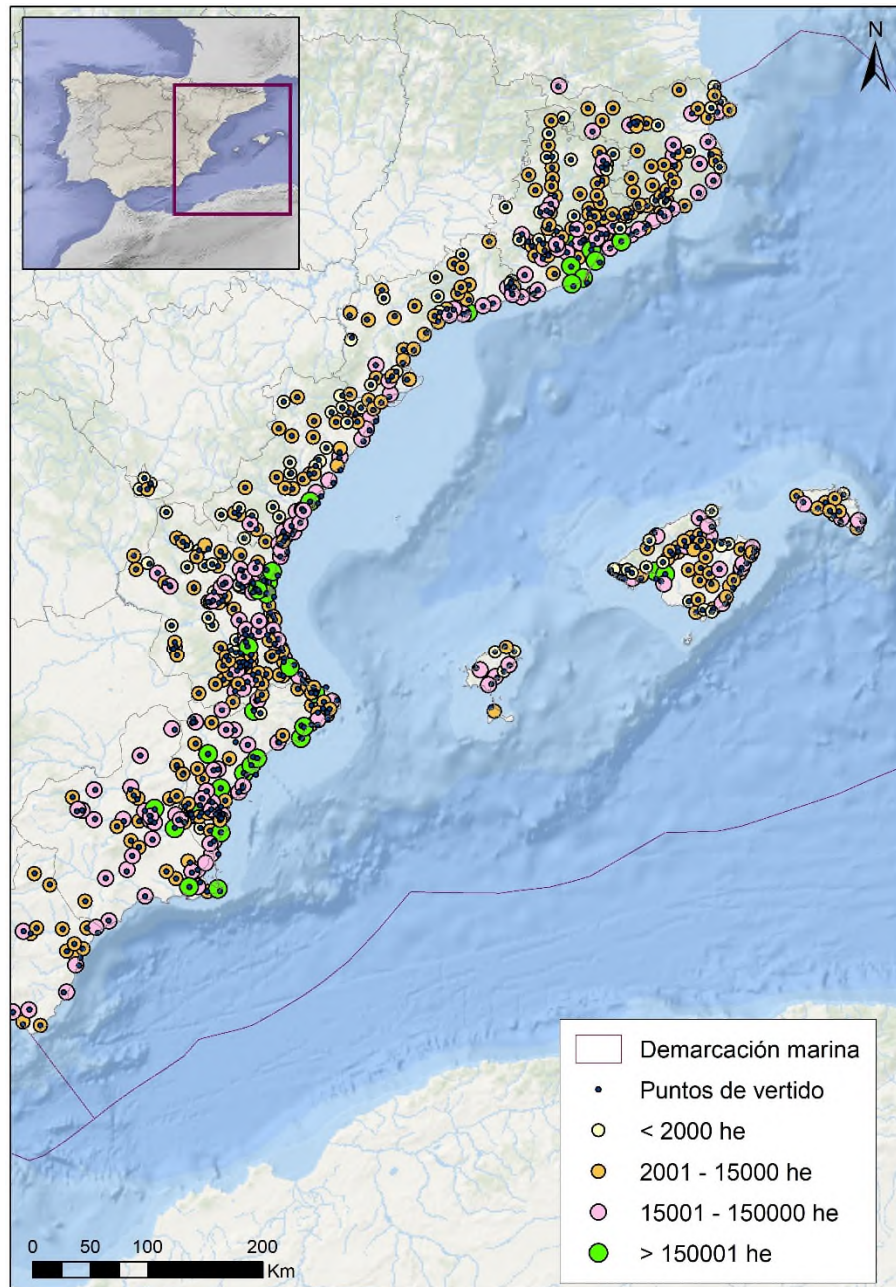 N
Demarcación marina
Puntos de vertido
< 2000 he
2001 - 15000 he
15001 - 150000 he
> 150001 he
0 50 100 200
Km